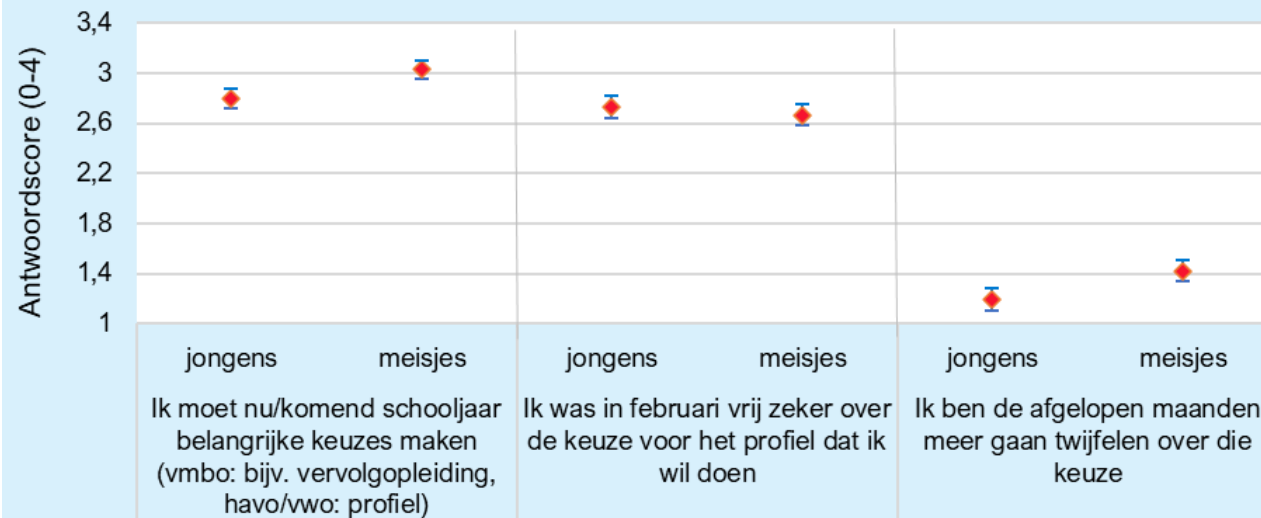 Antwoordscore (0-4)
3,4
3
2,6
2,2
1,8
1,4
1
jongens
meisjes
Ik moet nu/komend schooljaar
belangrijke keuzes maken
(vmbo: bijv. vervolgopleiding,
havo/vwo: profiel)
jongens
meisjes
Ik was in februari vrij zeker over
de keuze voor het profiel dat ik
wil doen
jongens
meisjes
Ik ben de afgelopen maanden
meer gaan twijfelen over die
keuze